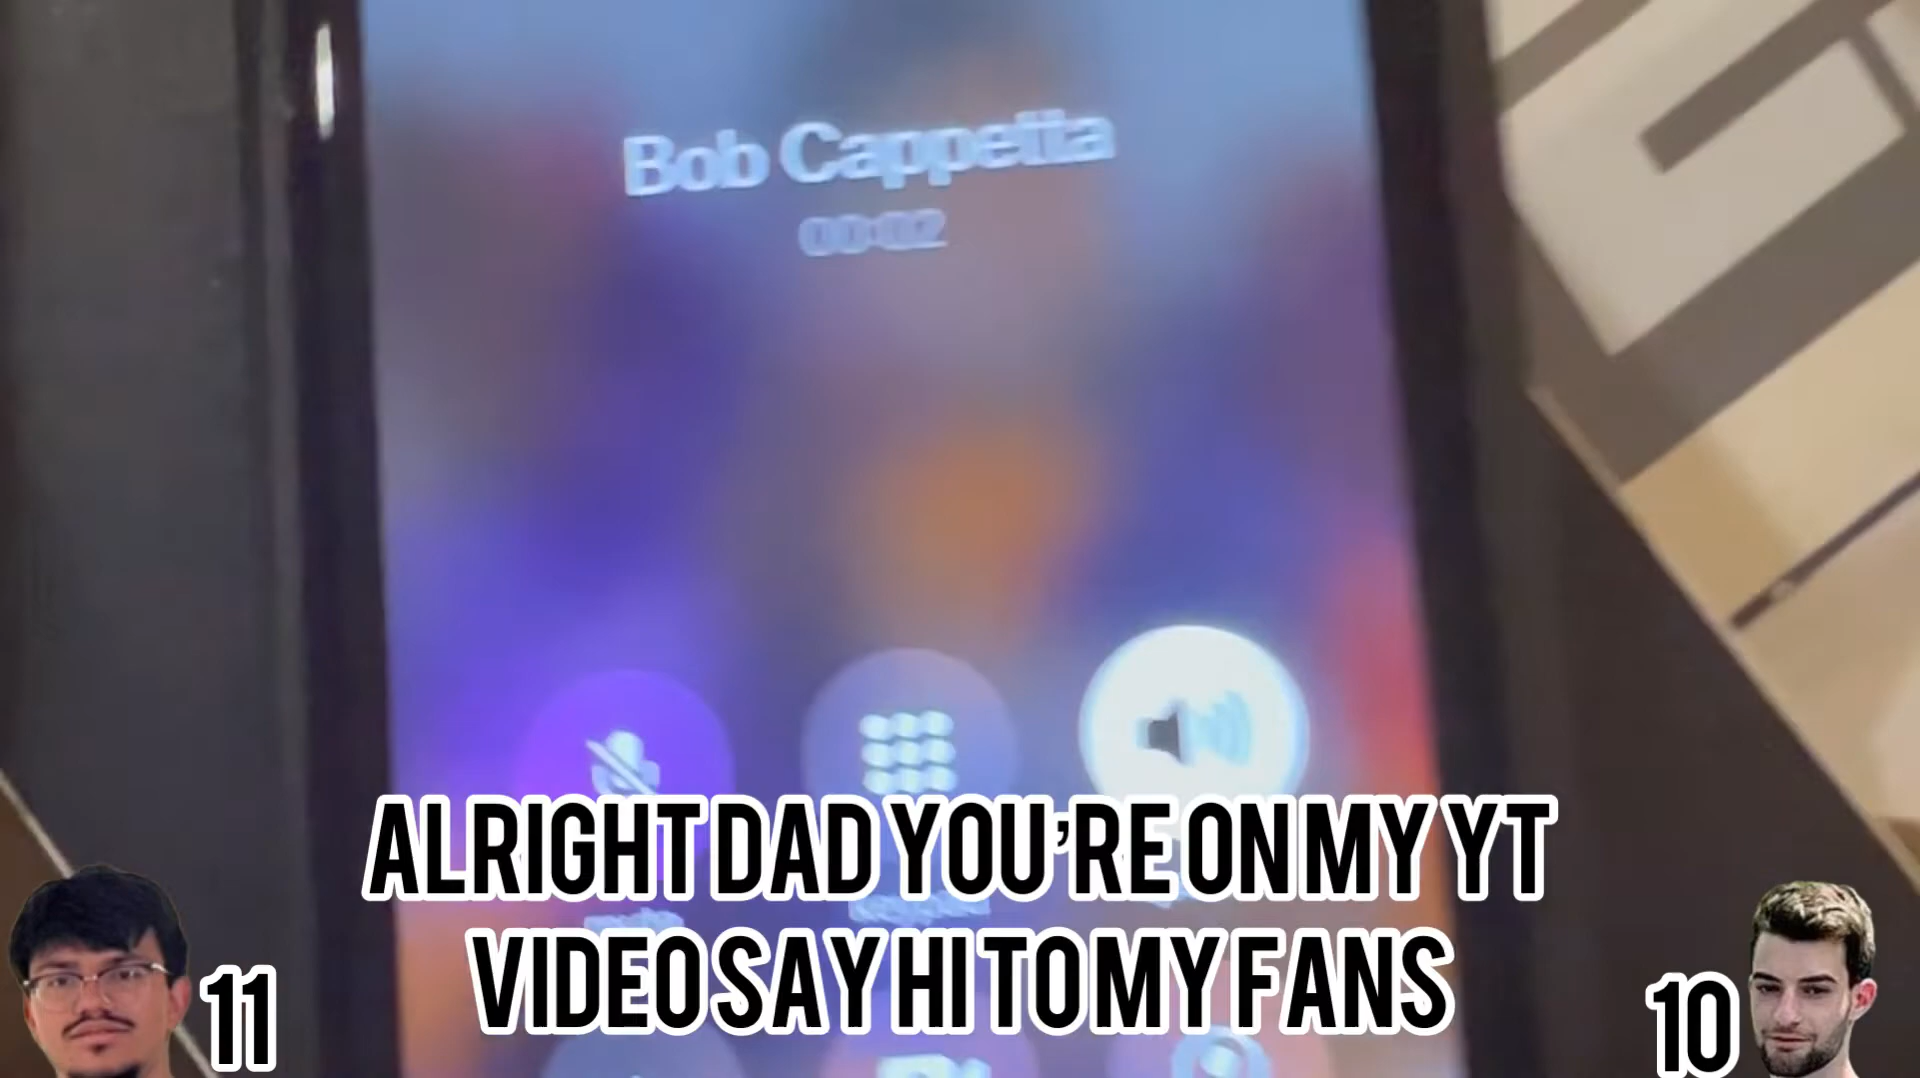 Bob Cappetta
00:02
ALRIGHT DAD YOU'RE ON MY YT
VIDEO SAY HI TO MY FANS
11
10